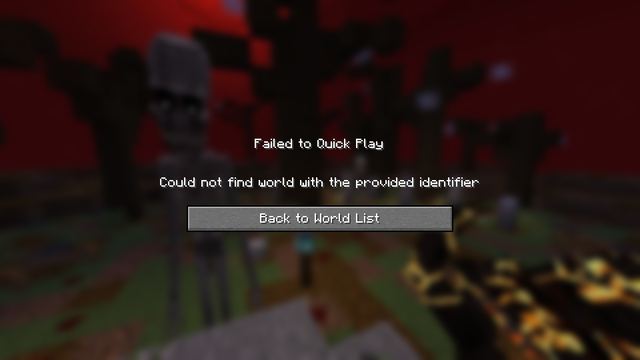 Failed to Quick Play
Could not find world with the provided identifier
Back to World List